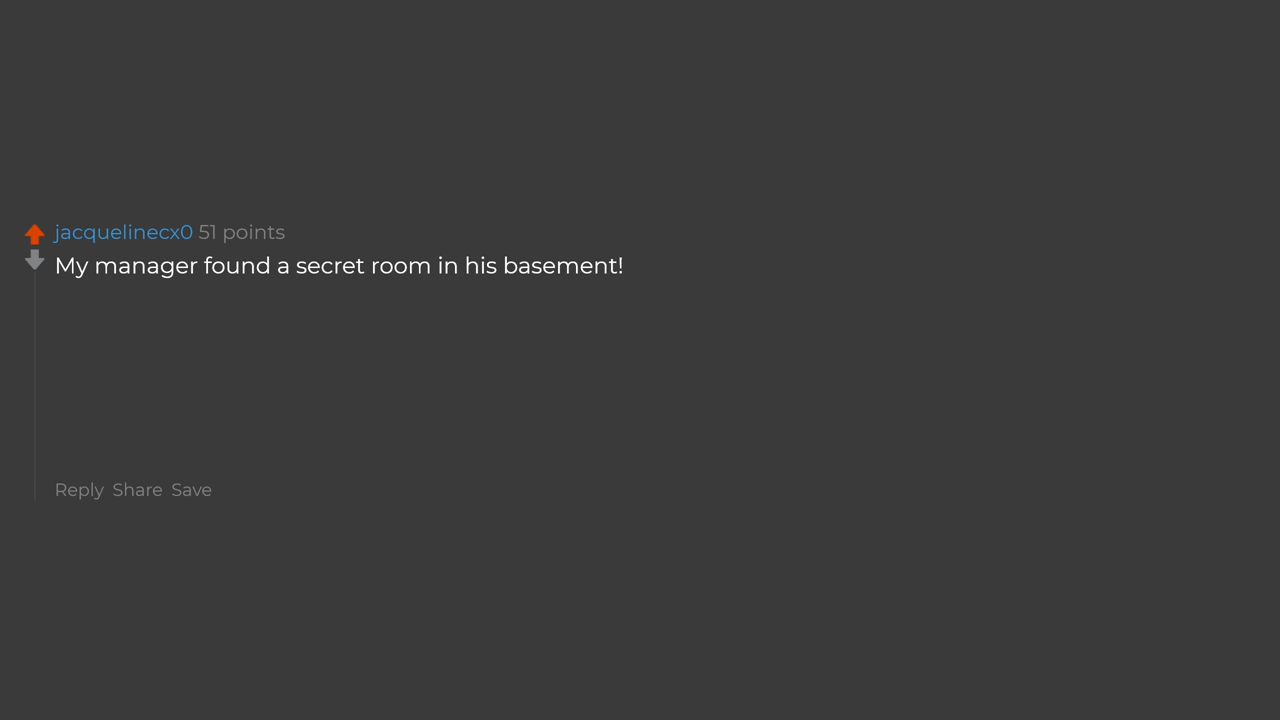 jacquelinecx0 51 points
My manager found a secret room in his basement!
Reply Share Save